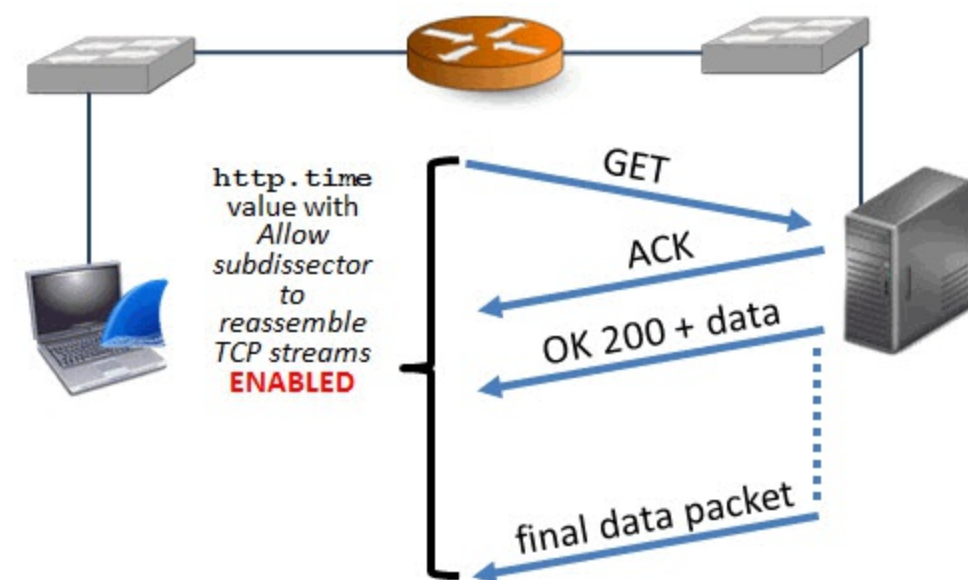 http.time
value with
Allow
subdissector
to
reassemble
TCP streams
ENABLED
GET
ACK
OK 200 + data
final data packet